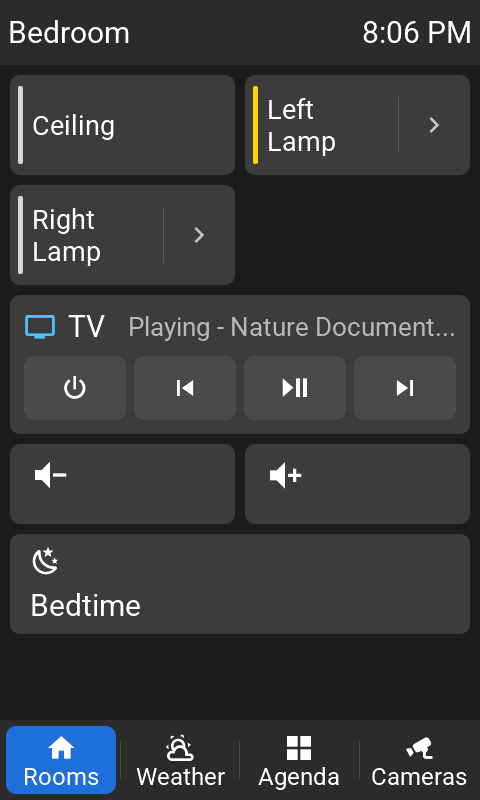 Bedroom 8:06 PM
Ceiling
Left
Lamp
Right
Lamp
TV Playing - Nature Document...
Bedtime
Rooms Weather Agenda Cameras